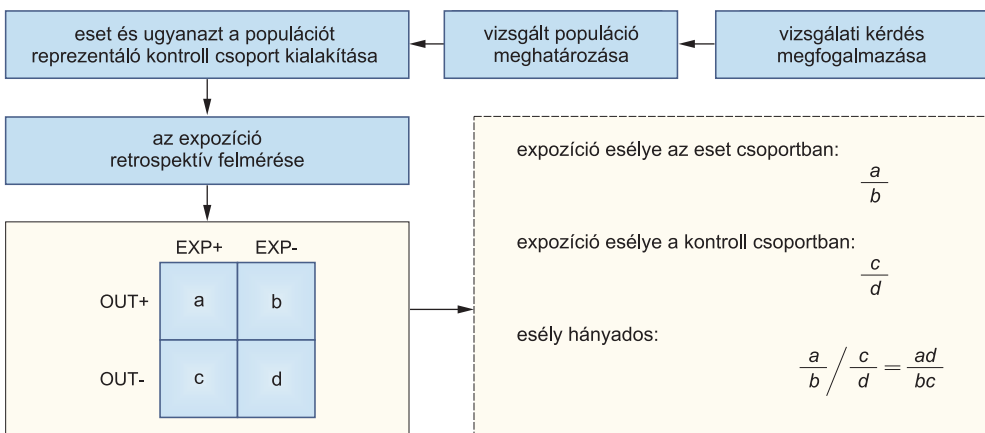 eset és ugyanazt a populációt
reprezentáló kontroll csoport kialakítása
vizsgált populáció
meghatározása
vizsgálati kérdés
megfogalmazása
az expozíció
retrospektív felmérése
EXP+ EXP-
OUT+ a b
OUT- c d
expozíció esélye az eset csoportban:
a
b
expozíció esélye a kontroll csoportban:
c
d
esély hányados:
a/b / c/d = ad/bc